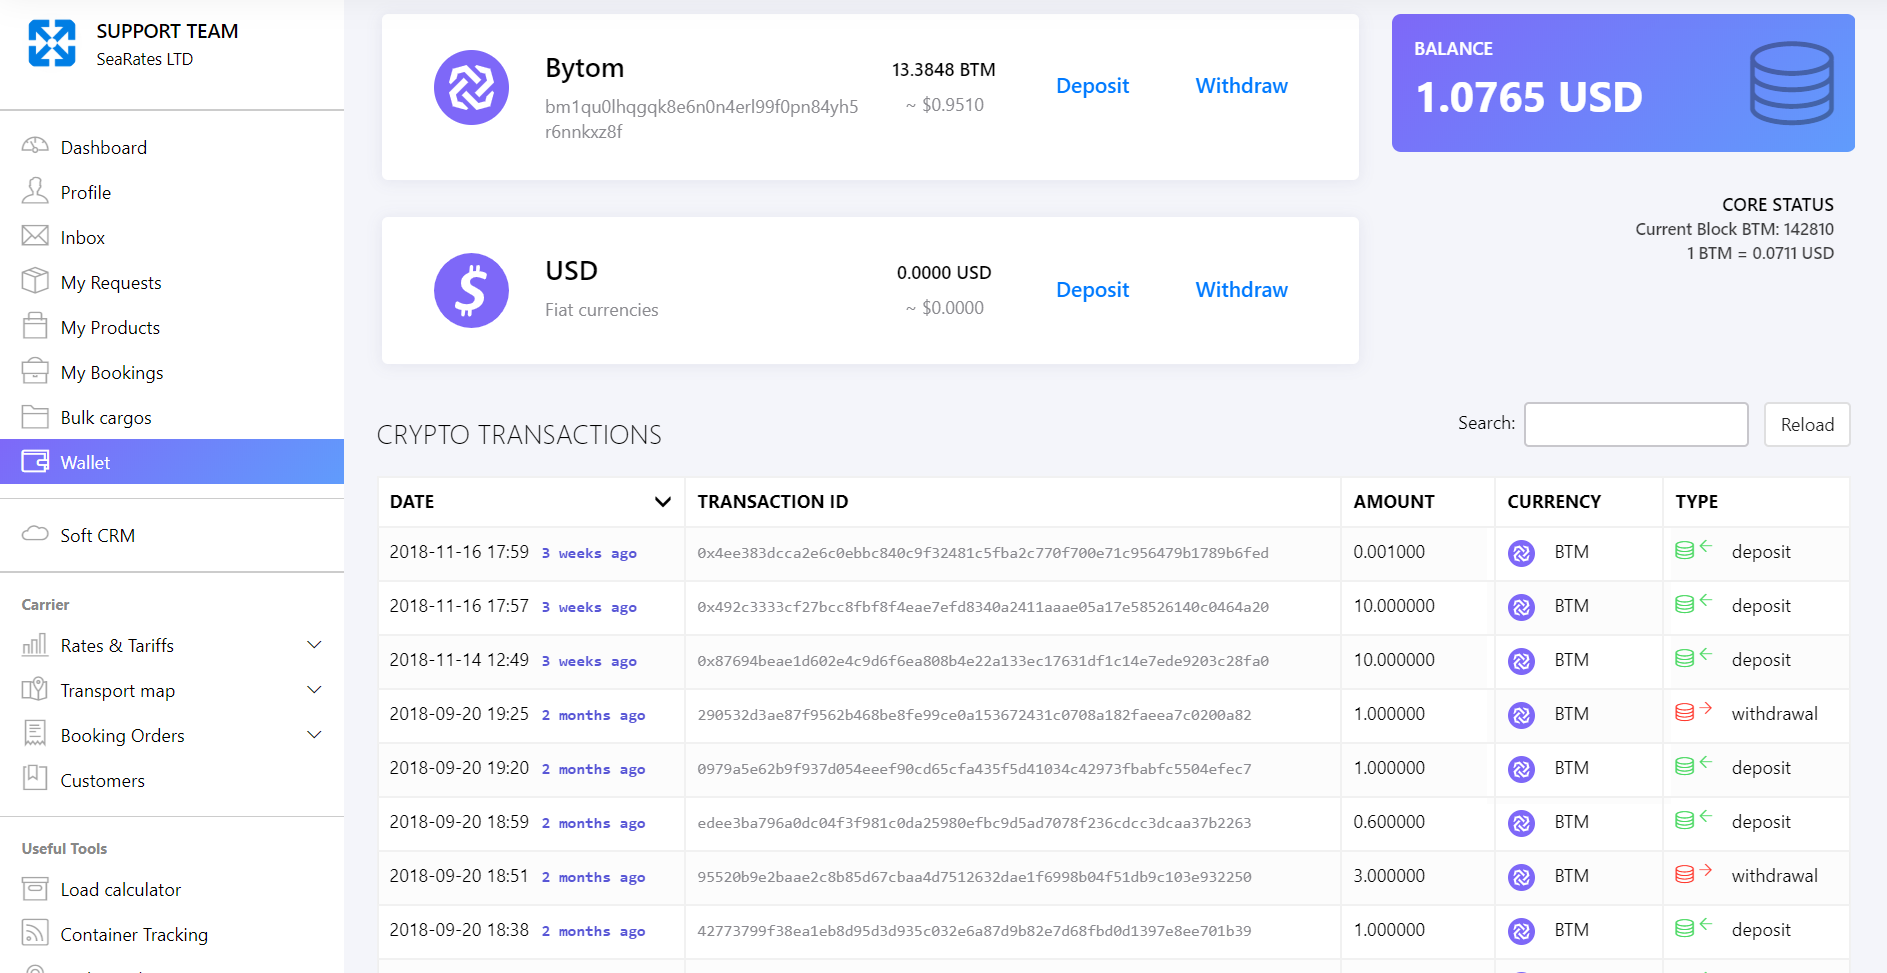 SUPPORT TEAM
SeaRates LTD
Dashboard
Profile
Inbox
My Requests
My Products
My Bookings
Bulk cargos
Wallet
Soft CRM
Carrier
Rates & Tariffs
Transport map
Booking Orders
Customers
Useful Tools
Load calculator
Container Tracking
Bytom
bm1qu0lhqgqk8e6n0n4erl99f0pn84yh5
r6nnkxz8f
13.3848 BTM
~ $0.9510
Deposit
Withdraw
USD
Fiat currencies
0.0000 USD
~ $0.0000
Deposit
Withdraw
BALANCE
1.0765 USD
CORE STATUS
Current Block BTM: 142810
1 BTM = 0.0711 USD
CRYPTO TRANSACTIONS
Search:
Reload
DATE TRANSACTION ID AMOUNT CURRENCY TYPE
2018-11-16 17:59 3 weeks ago 0x4ee383dcca2e6c0ebbc840c9f32481c5fba2c770f700e71c956479b1789b6fed 0.001000 BTM deposit
2018-11-16 17:57 3 weeks ago 0x492c3333cf27bcc8fbf8f4eae7efd8340a2411aaae05a17e58526140c0464a20 10.000000 BTM deposit
2018-11-14 12:49 3 weeks ago 0x87694beae1d602e4c9d6f6ea808b4e22a133ec17631df1c14e7ede9203c28fa0 10.000000 BTM deposit
2018-09-20 19:25 2 months ago 290532d3ae87f9562b468be8fe99ce0a153672431c0708a182faeea7c0200a82 1.000000 BTM withdrawal
2018-09-20 19:20 2 months ago 0979a5e62b9f937d054eeef90cd65cfa435f5d41034c42973fbabfc5504efec7 1.000000 BTM deposit
2018-09-20 18:59 2 months ago edee3ba796a0dc04f3f981c0da25980efbc9d5ad7078f236cdcc3dcaa37b2263 0.600000 BTM deposit
2018-09-20 18:51 2 months ago 95520b9e2baae2c8b85d67cbaa4d7512632dae1f6998b04f51db9c103e932250 3.000000 BTM withdrawal
2018-09-20 18:38 2 months ago 42773799f38ea1eb8d95d3d935c032e6a87d9b82e7d68fbd0d1397e8ee701b39 1.000000 BTM deposit